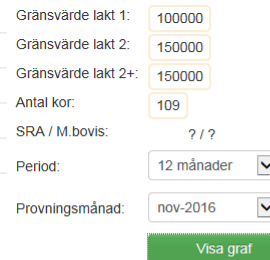 Gränsvärde lakt 1: 100000
Gränsvärde lakt 2: 150000
Gränsvärde lakt 2+: 150000
Antal kor: 109
SRA / M.bovis: ? / ?
Period: 12 månader
Provningsmånad: nov-2016
Visa graf